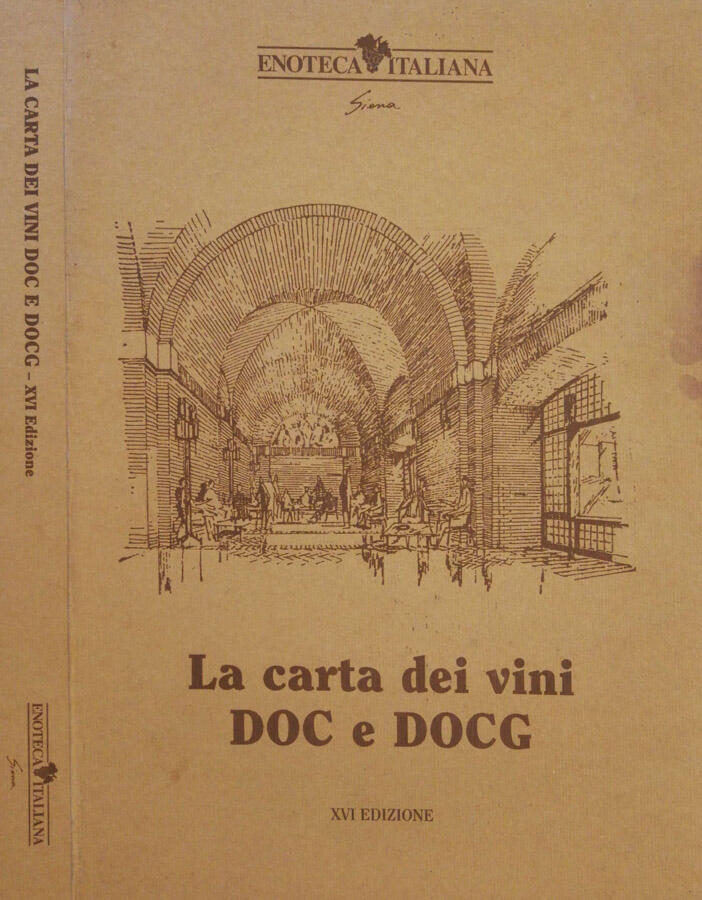 LA CARTA DEI VINI DOC E DOCG – XVI Edizione
ENOTECA ITALIANA
Siena
ENOTECA ITALIANA
Siena
La carta dei vini
DOC e DOCG
XVI EDIZIONE